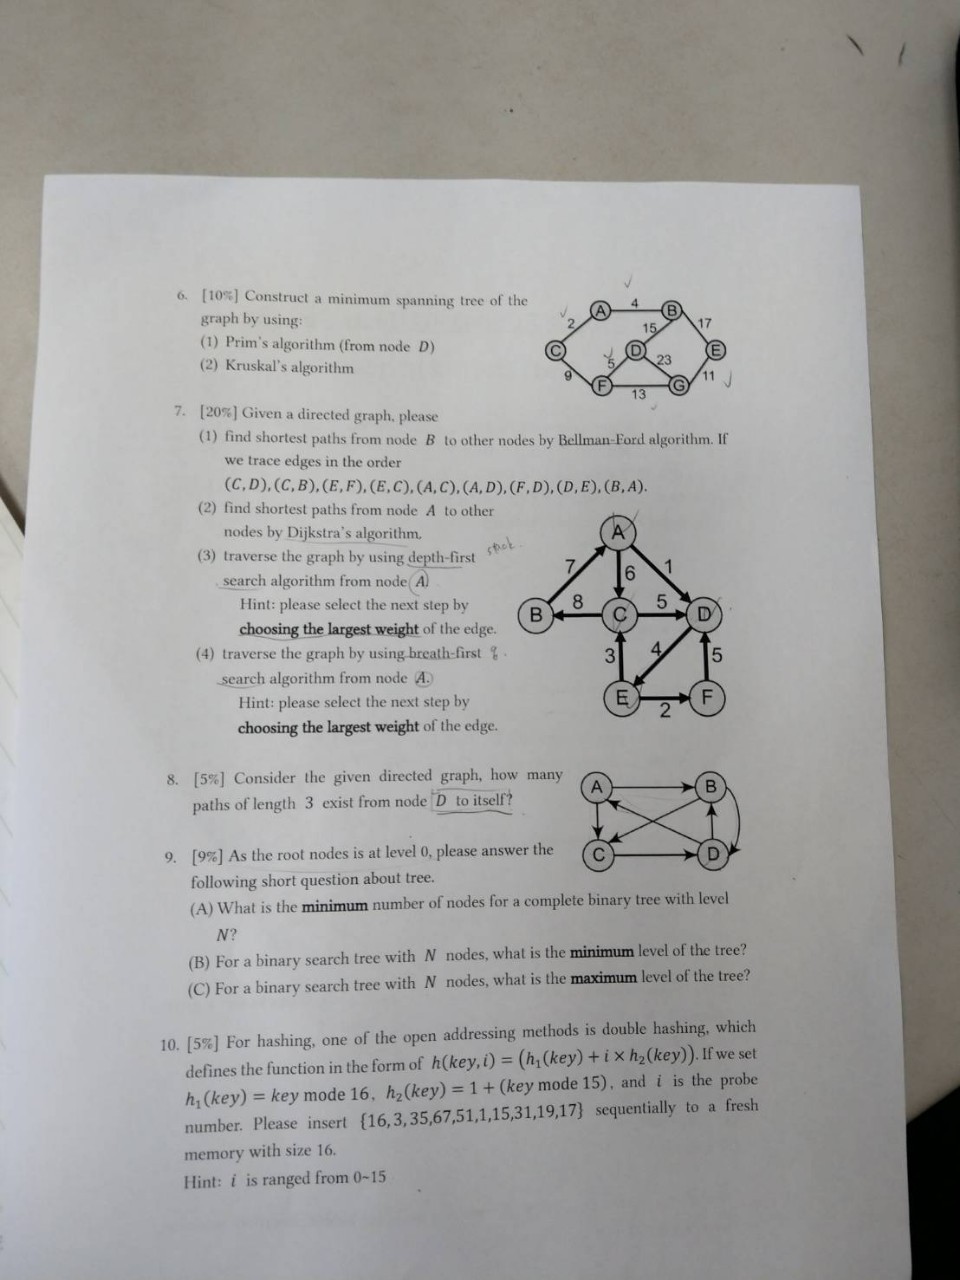 6. [10%] Construct a minimum spanning tree of the
graph by using:
(1) Prim's algorithm (from node D)
(2) Kruskal's algorithm
A 4 B
2 15 17
C D E
5 23
9 F G 11
13
7. [20%] Given a directed graph, please
(1) find shortest paths from node B to other nodes by Bellman-Ford algorithm. If
we trace edges in the order
(C,D),(C,B),(E,F),(E,C),(A,C),(A,D),(F,D),(D,E),(B,A).
(2) find shortest paths from node A to other
nodes by Dijkstra's algorithm,
(3) traverse the graph by using depth-first
search algorithm from node A
Hint: please select the next step by
choosing the largest weight of the edge.
(4) traverse the graph by using breath-first
search algorithm from node A.
Hint: please select the next step by
choosing the largest weight of the edge.
A
7 6 1
B 8 C 5 D
3 4 5
E 2 F
8. [5%] Consider the given directed graph, how many
paths of length 3 exist from node D to itself?
A B
C D
9. [9%] As the root nodes is at level 0, please answer the
following short question about tree.
(A) What is the minimum number of nodes for a complete binary tree with level
N?
(B) For a binary search tree with N nodes, what is the minimum level of the tree?
(C) For a binary search tree with N nodes, what is the maximum level of the tree?
10. [5%] For hashing, one of the open addressing methods is double hashing, which
defines the function in the form of h(key, i) = (h₁(key) + i × h₂(key)). If we set
h₁(key) = key mode 16, h₂(key) = 1 + (key mode 15), and i is the probe
number. Please insert {16,3,35,67,51,1,15,31,19,17} sequentially to a fresh
memory with size 16.
Hint: i is ranged from 0~15